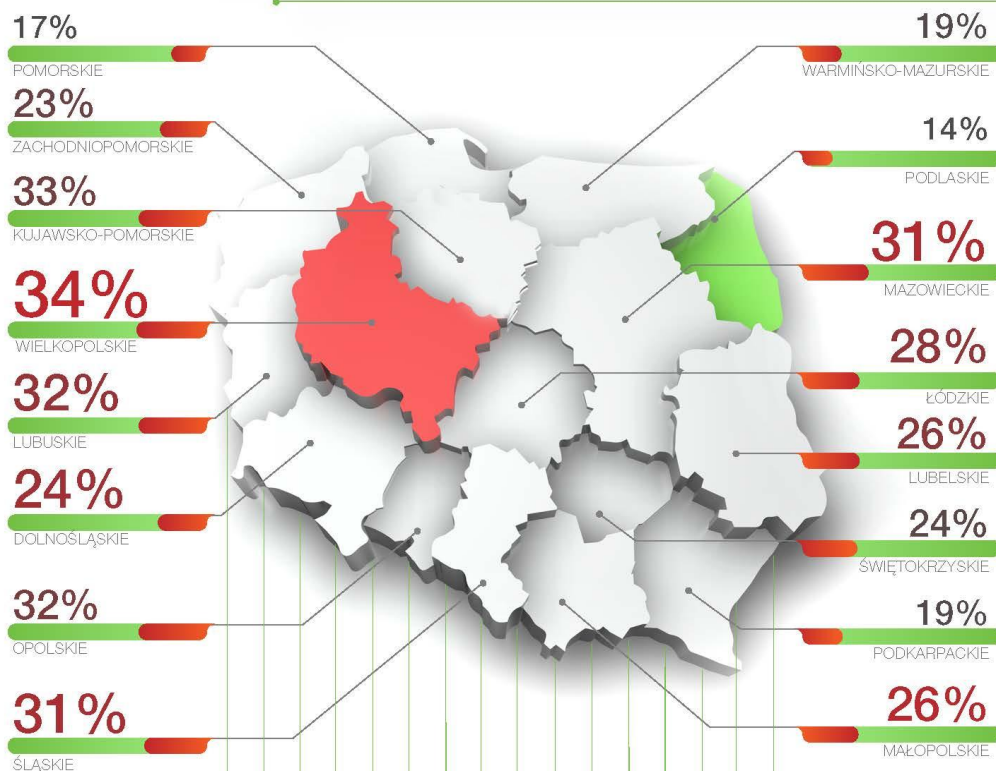 17%
POMORSKIE
23%
ZACHODNIOPOMORSKIE
33%
KUJAWSKO-POMORSKIE
34%
WIELKOPOLSKIE
32%
LUBUSKIE
24%
DOLNOŚLĄSKIE
32%
OPOLSKIE
31%
ŚLĄSKIE
19%
WARMIŃSKO-MAZURSKIE
14%
PODLASKIE
31%
MAZOWIECKIE
28%
ŁÓDZKIE
26%
LUBELSKIE
24%
ŚWIĘTOKRZYSKIE
19%
PODKARPACKIE
26%
MAŁOPOLSKIE